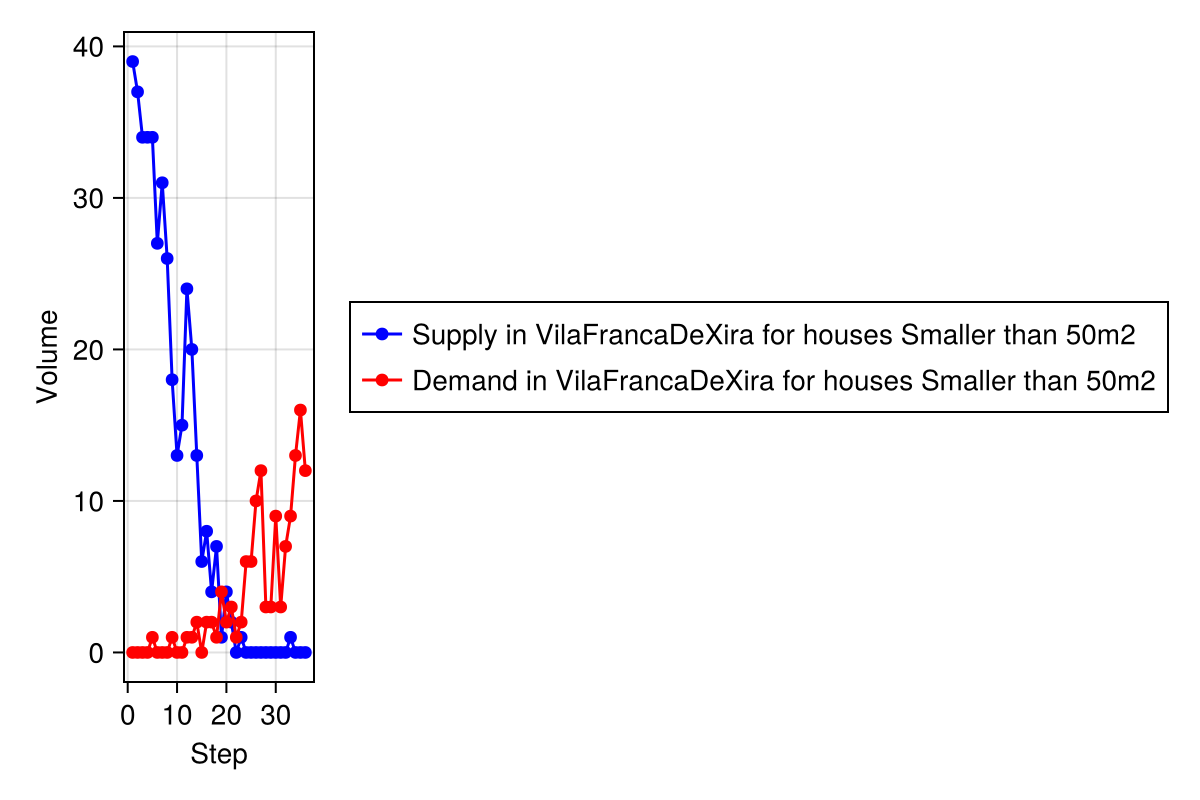 40
30
20
10
0
Volume
0 10 20 30
Step
Supply in VilaFrancaDeXira for houses Smaller than 50m2
Demand in VilaFrancaDeXira for houses Smaller than 50m2